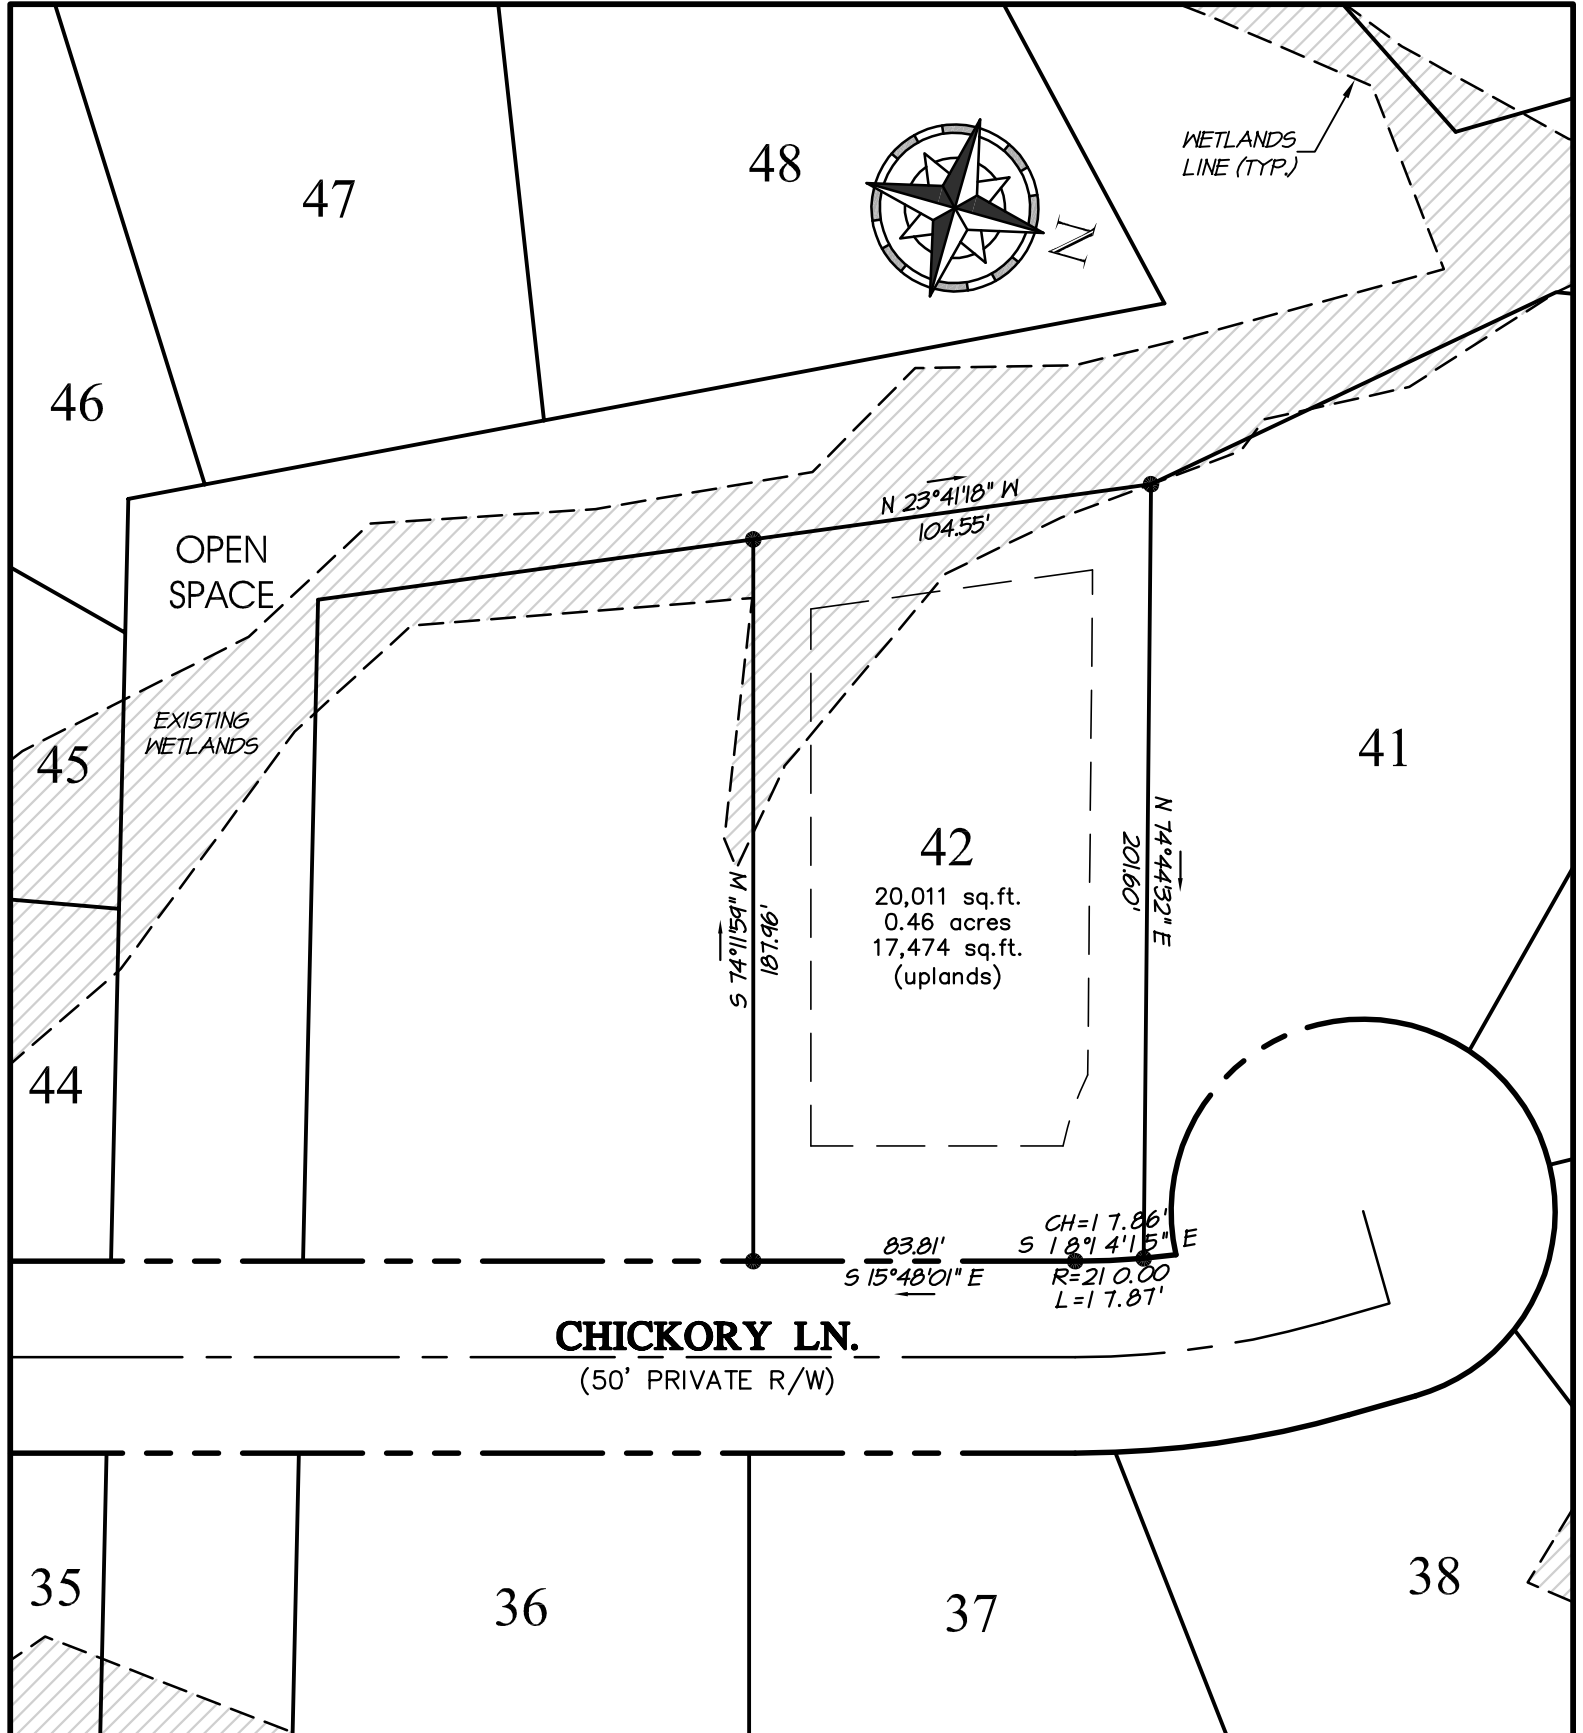 47
48
WETLANDS
LINE (TYP.)
N
46
N 23°41'18" W
104.55'
OPEN
SPACE
EXISTING
WETLANDS
45
41
42
20,011 sq.ft.
0.46 acres
17,474 sq.ft.
(uplands)
S 74°11'59" W
187.96'
N 74°44'32" E
201.60'
44
83.81'
S 15°48'01" E
CH=17.86'
S 18°14'15" E
R=210.00
L=17.87'
CHICKORY LN.
(50' PRIVATE R/W)
35
36
37
38